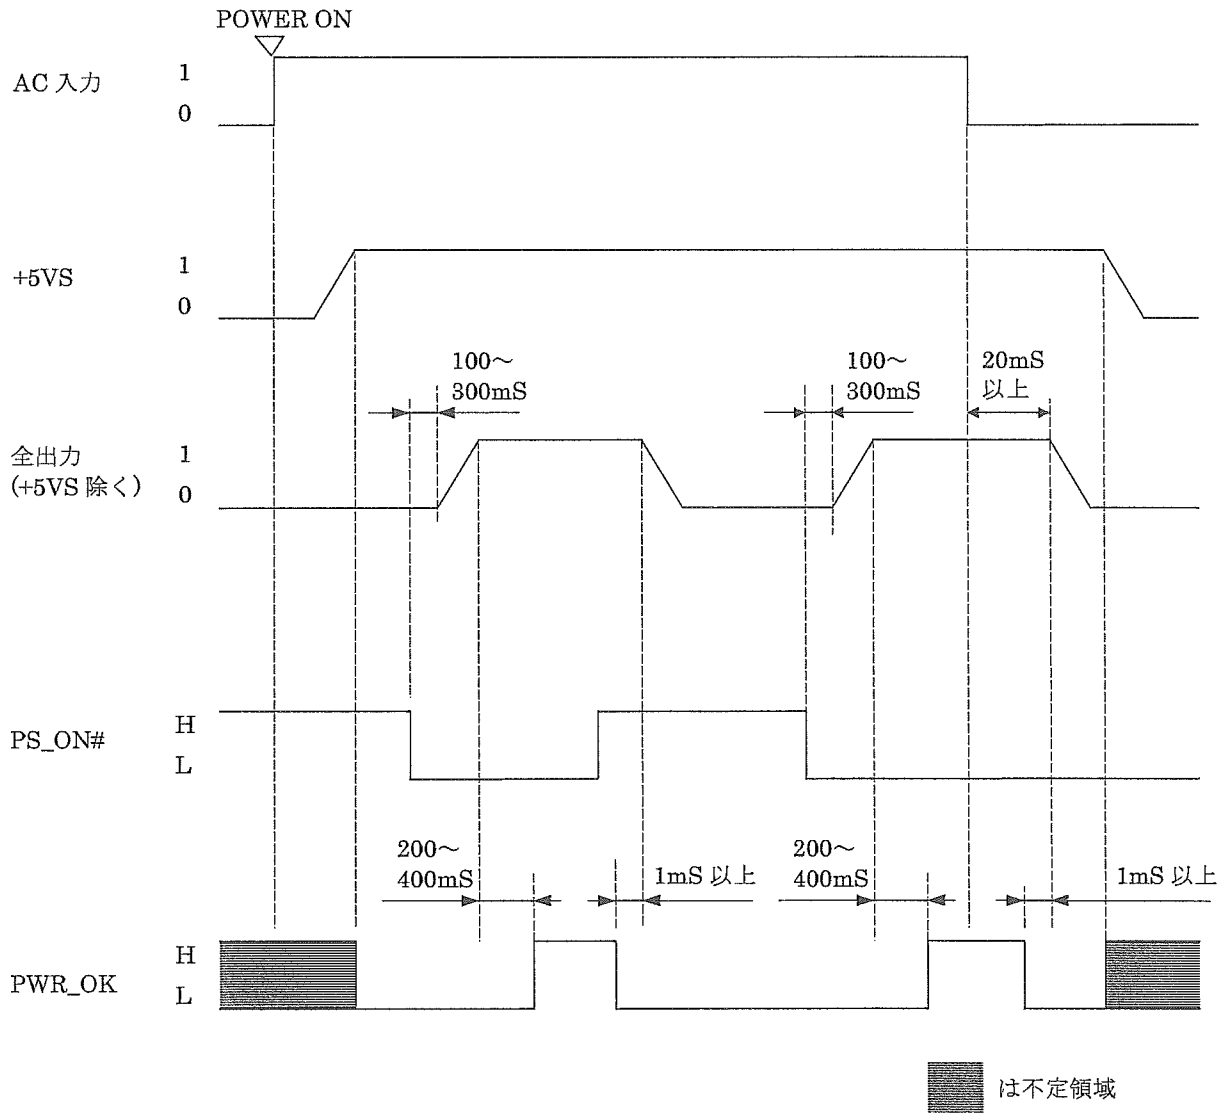 POWER ON
AC 入力
1
0
+5VS
1
0
100～
300mS
100～
300mS
20mS
以上
全出力
(+5VS 除く)
1
0
PS_ON#
H
L
200～
400mS
1mS 以上
200～
400mS
1mS 以上
PWR_OK
H
L
は不定領域